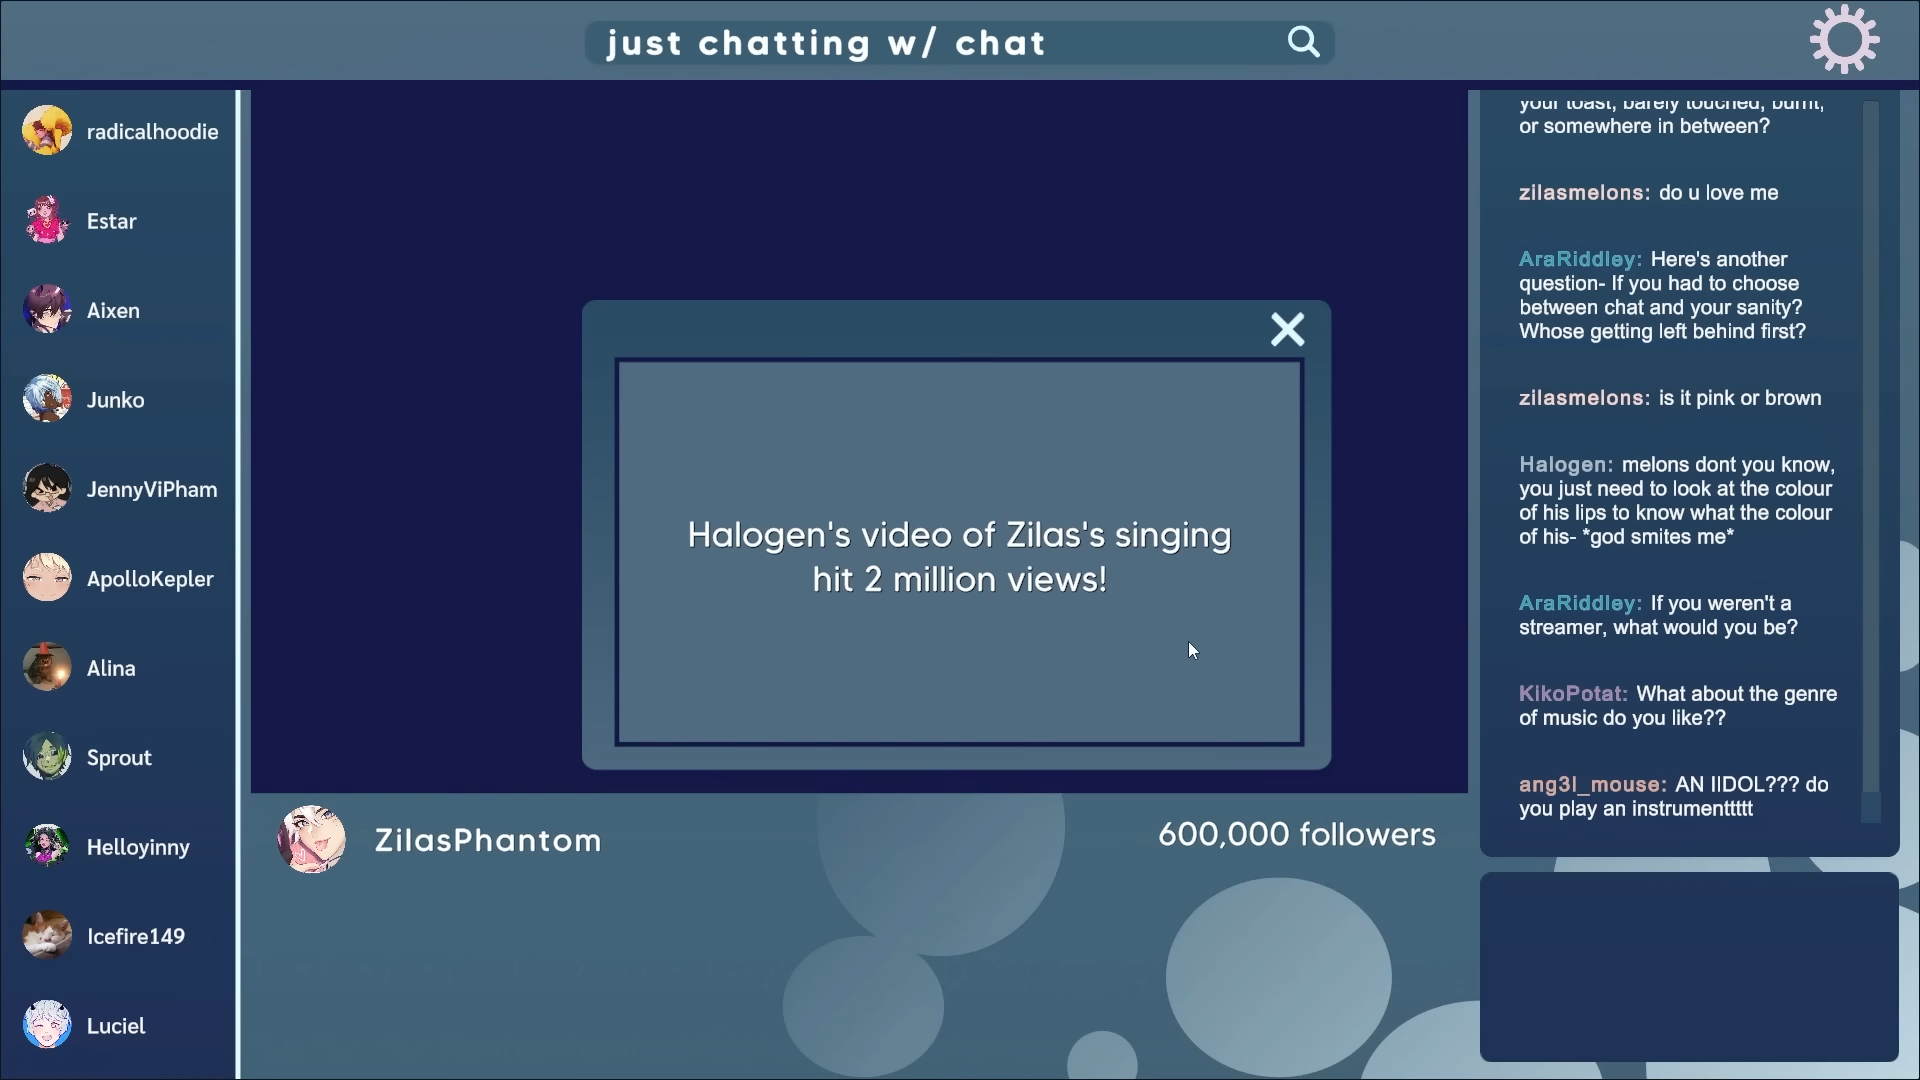 just chatting w/ chat
radicalhoodie
Estar
Aixen
Junko
JennyViPham
ApolloKepler
Alina
Sprout
Helloyinny
Icefire149
Luciel
Halogen's video of Zilas's singing
hit 2 million views!
ZilasPhantom
600,000 followers
your toast, barely touched, burnt,
or somewhere in between?
zilasmelons: do u love me
AraRiddley: Here's another
question- If you had to choose
between chat and your sanity?
Whose getting left behind first?
zilasmelons: is it pink or brown
Halogen: melons dont you know,
you just need to look at the colour
of his lips to know what the colour
of his- *god smites me*
AraRiddley: If you weren't a
streamer, what would you be?
KikoPotat: What about the genre
of music do you like??
ang3l_mouse: AN IIDOL??? do
you play an instrumenttttt